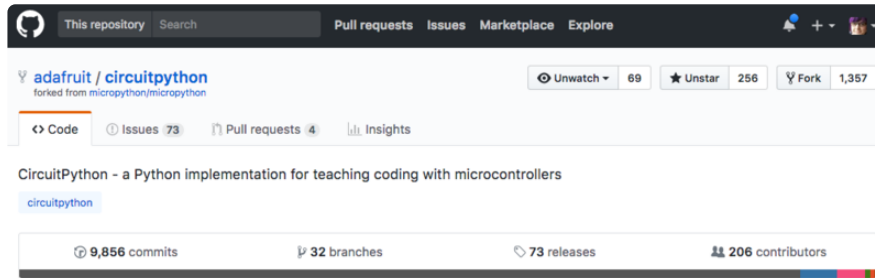 This repository Search Pull requests Issues Marketplace Explore
adafruit / circuitpython Unwatch 69 Unstar 256 Fork 1,357
forked from micropython/micropython
<> Code Issues 73 Pull requests 4 Insights
CircuitPython - a Python implementation for teaching coding with microcontrollers
circuitpython
9,856 commits 32 branches 73 releases 206 contributors